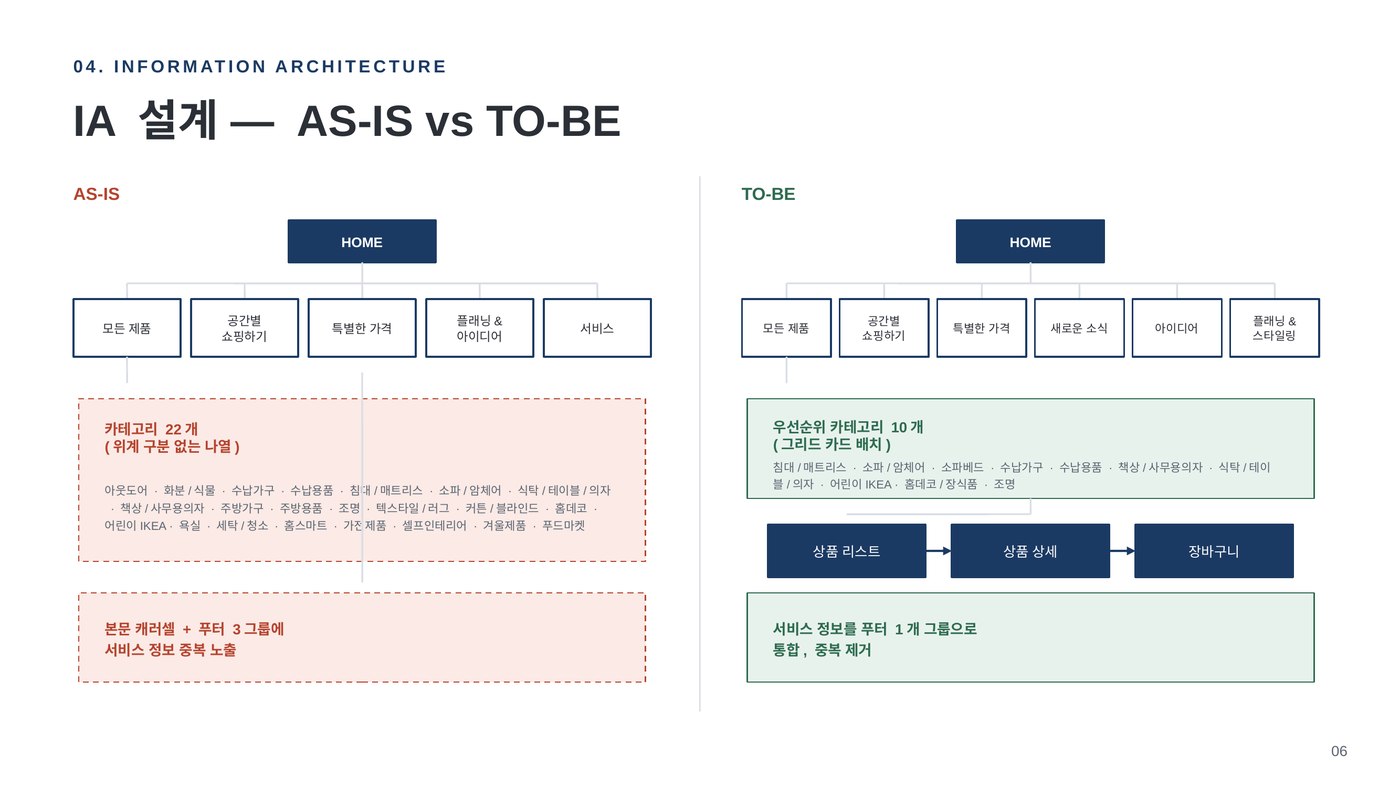 04. INFORMATION ARCHITECTURE
IA 설계 — AS-IS vs TO-BE
AS-IS
HOME
모든 제품
공간별
쇼핑하기
특별한 가격
플래닝 &
아이디어
서비스
카테고리 22 개
( 위계 구분 없는 나열 )
아웃도어 · 화분 / 식물 · 수납가구 · 수납용품 · 침대 / 매트리스 · 소파 / 암체어 · 식탁 / 테이블 / 의자
· 책상 / 사무용의자 · 주방가구 · 주방용품 · 조명 · 텍스타일 / 러그 · 커튼 / 블라인드 · 홈데코 ·
어린이 IKEA · 욕실 · 세탁 / 청소 · 홈스마트 · 가전제품 · 셀프인테리어 · 겨울제품 · 푸드마켓
본문 캐러셀 + 푸터 3 그룹에
서비스 정보 중복 노출
TO-BE
HOME
모든 제품
공간별
쇼핑하기
특별한 가격
새로운 소식
아이디어
플래닝 &
스타일링
우선순위 카테고리 10 개
( 그리드 카드 배치 )
침대 / 매트리스 · 소파 / 암체어 · 소파베드 · 수납가구 · 수납용품 · 책상 / 사무용의자 · 식탁 / 테이
블 / 의자 · 어린이 IKEA · 홈데코 / 장식품 · 조명
상품 리스트
상품 상세
장바구니
서비스 정보를 푸터 1 개 그룹으로
통합 , 중복 제거
06